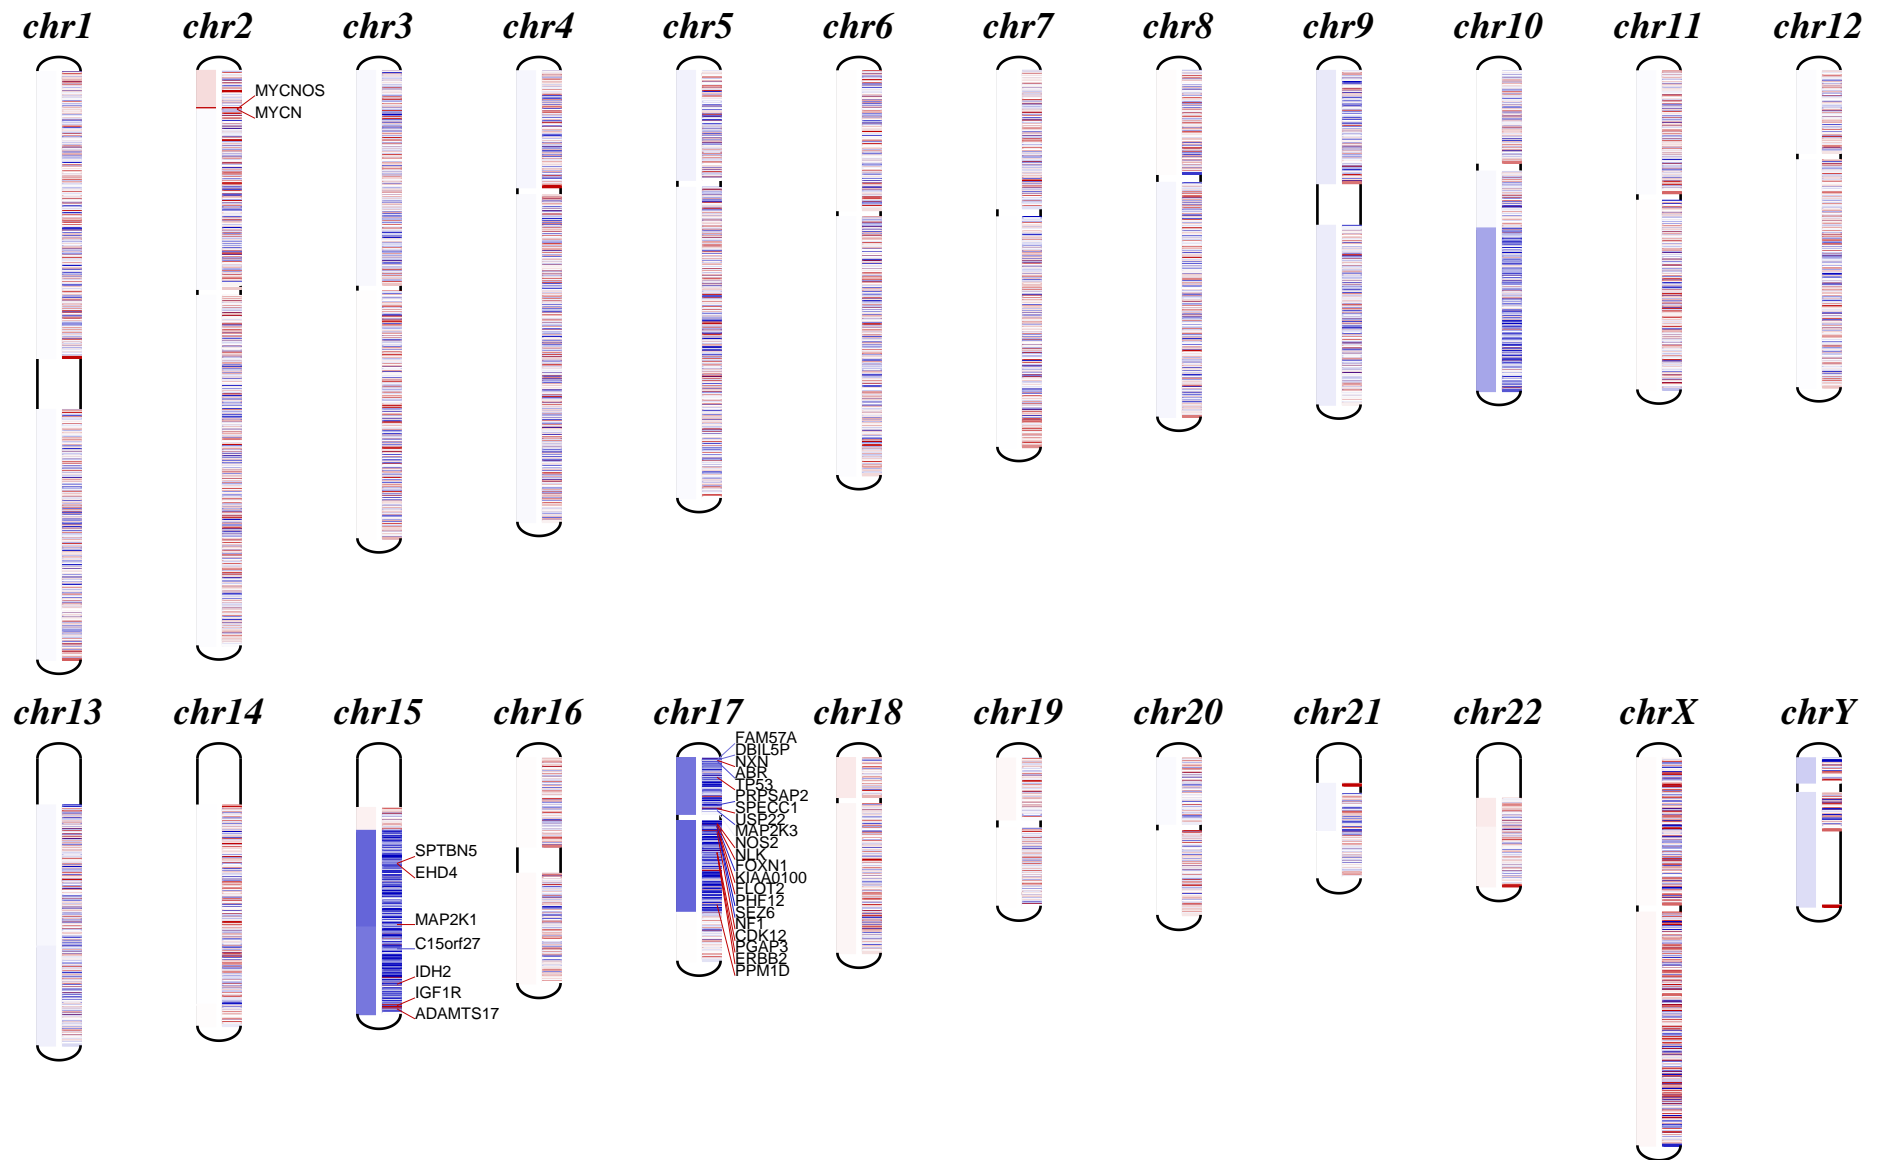 chr1 chr2 chr3 chr4 chr5 chr6 chr7 chr8 chr9 chr10 chr11 chr12
MYCNOS
MYCN
chr13 chr14 chr15 chr16 chr17 chr18 chr19 chr20 chr21 chr22 chrX chrY
SPTBN5
EHD4
MAP2K1
C15orf27
IDH2
IGF1R
ADAMTS17
FAM57A
DBIL5P
NXN
ABR
TP53
PRPSAP2
SPECC1
USP22
MAP2K3
NOS2
NLK
FOXN1
KIAA0100
FLOT2
PHF12
SEZ6
NF1
CDK12
PGAP3
ERBB2
PPM1D